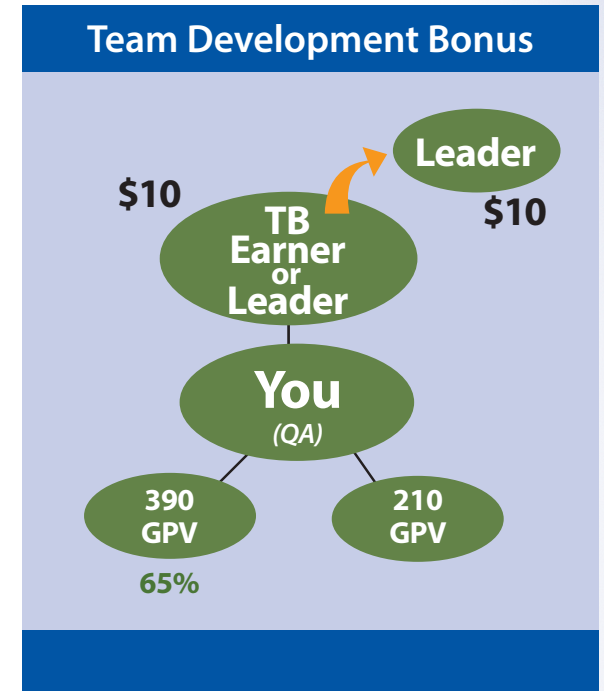 Team Development Bonus
Leader
$10
$10
TB
Earner
or
Leader
You
(QA)
390
GPV
210
GPV
65%